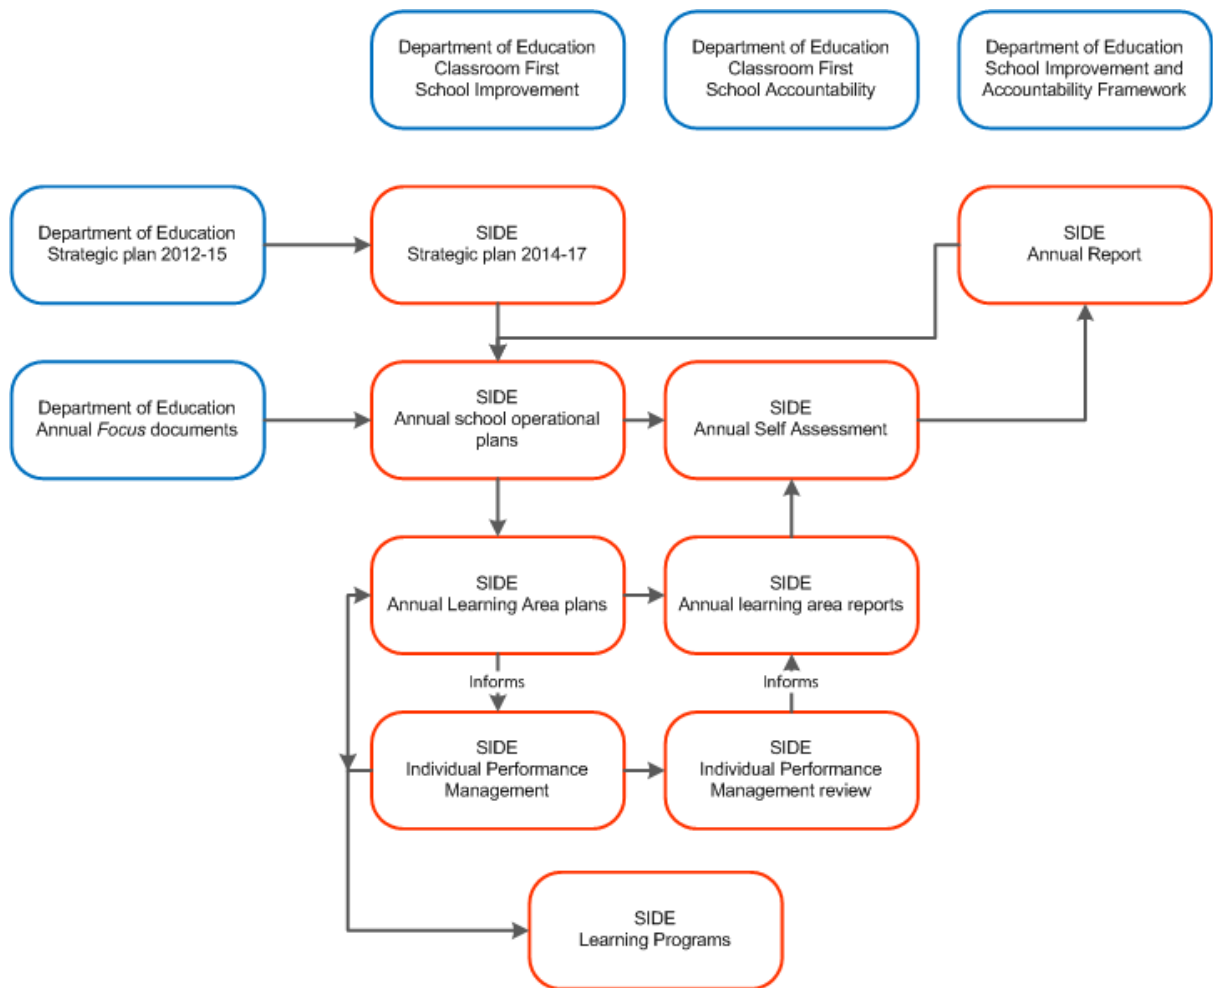 Department of Education
Classroom First
School Improvement
Department of Education
Classroom First
School Accountability
Department of Education
School Improvement and
Accountability Framework
Department of Education
Strategic plan 2012-15
SIDE
Strategic plan 2014-17
SIDE
Annual Report
Department of Education
Annual Focus documents
SIDE
Annual school operational
plans
SIDE
Annual Self Assessment
SIDE
Annual Learning Area plans
SIDE
Annual learning area reports
Informs
Informs
SIDE
Individual Performance
Management
SIDE
Individual Performance
Management review
SIDE
Learning Programs